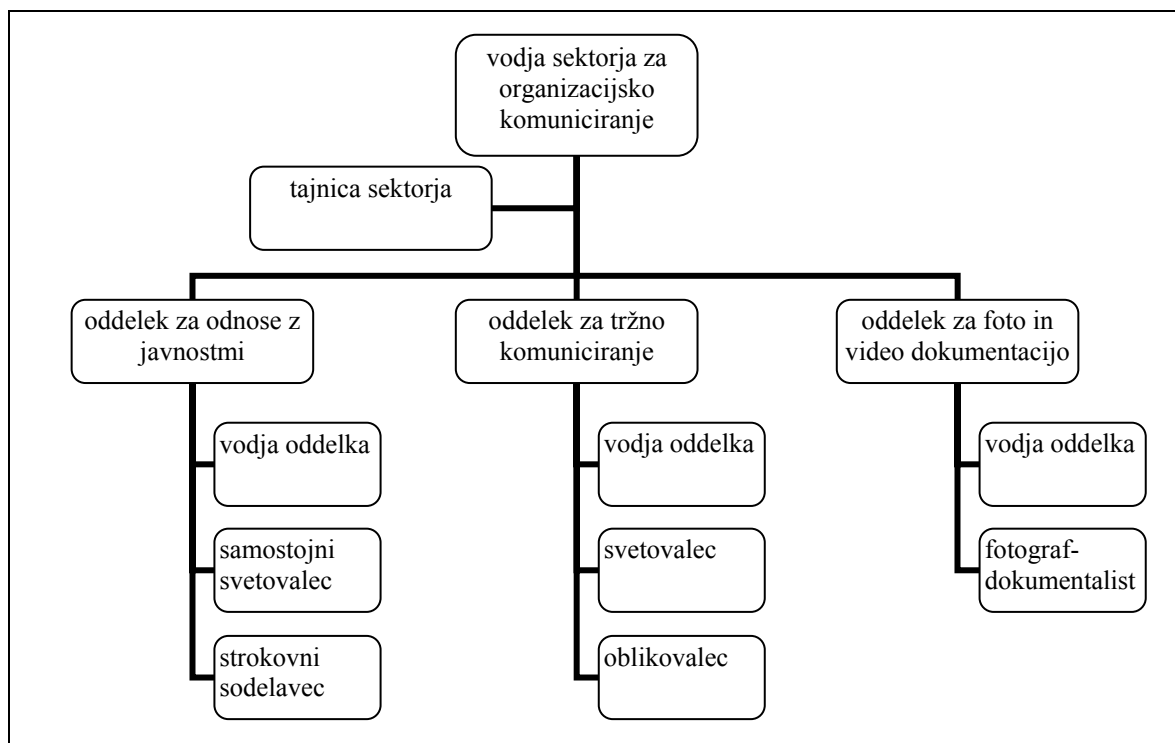 vodja sektorja za
organizacijsko
komuniciranje
tajnica sektorja
oddelek za odnose z
javnostmi
oddelek za tržno
komuniciranje
oddelek za foto in
video dokumentacijo
vodja oddelka
samostojni
svetovalec
strokovni
sodelavec
vodja oddelka
svetovalec
oblikovalec
vodja oddelka
fotograf-
dokumentalist